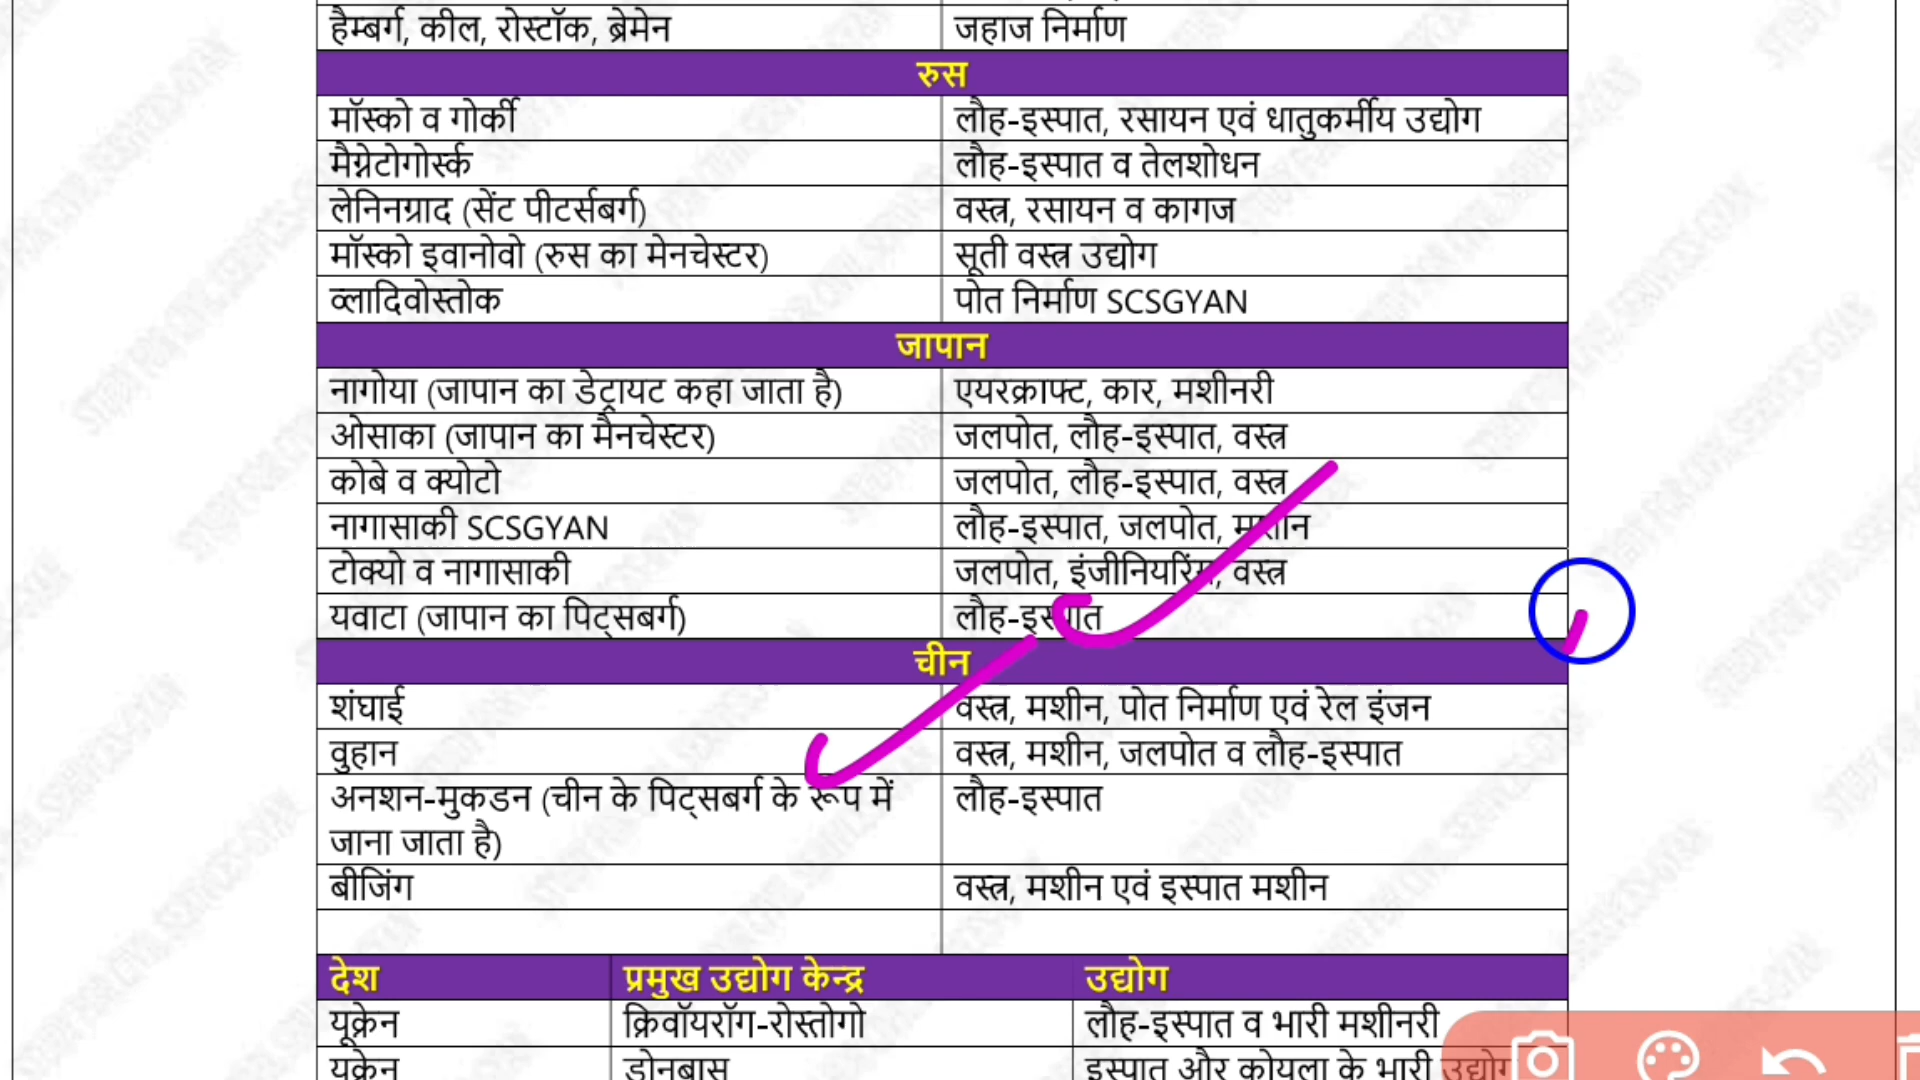 हैम्बर्ग, कील, रोस्टॉक, ब्रेमेन जहाज निर्माण
रुस
मॉस्को व गोर्की लौह-इस्पात, रसायन एवं धातुकर्मीय उद्योग
मैग्नेटोगोर्स्क लौह-इस्पात व तेलशोधन
लेनिनग्राद (सेंट पीटर्सबर्ग) वस्त्र, रसायन व कागज
मॉस्को इवानोवो (रुस का मेनचेस्टर) सूती वस्त्र उद्योग
व्लादिवोस्तोक पोत निर्माण SCSGYAN
जापान
नागोया (जापान का डेट्रायट कहा जाता है) एयरक्राफ्ट, कार, मशीनरी
ओसाका (जापान का मैनचेस्टर) जलपोत, लौह-इस्पात, वस्त्र
कोबे व क्योटो जलपोत, लौह-इस्पात, वस्त्र
नागासाकी SCSGYAN लौह-इस्पात, जलपोत, मशीन
टोक्यो व नागासाकी जलपोत, इंजीनियरिंग, वस्त्र
यवाटा (जापान का पिट्सबर्ग) लौह-इस्पात
चीन
शंघाई वस्त्र, मशीन, पोत निर्माण एवं रेल इंजन
वुहान वस्त्र, मशीन, जलपोत व लौह-इस्पात
अनशन-मुकडन (चीन के पिट्सबर्ग के रूप में लौह-इस्पात
जाना जाता है)
बीजिंग वस्त्र, मशीन एवं इस्पात मशीन
देश प्रमुख उद्योग केन्द्र उद्योग
यूक्रेन क्रिवॉयरॉग-रोस्तोगो लौह-इस्पात व भारी मशीनरी
यूक्रेन डोनबास इस्पात और कोयला के भारी उद्योग